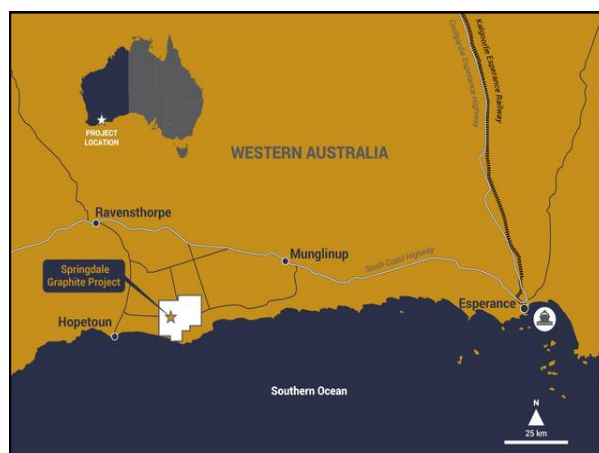 PROJECT
LOCATION
WESTERN AUSTRALIA
Coolgardie Esperance Highway
Kalgoorlie Esperance Railway
Ravensthorpe
Munglinup
South Coast Highway
Springdale
Graphite Project
Esperance
Hopetoun
Southern Ocean
N
25 km